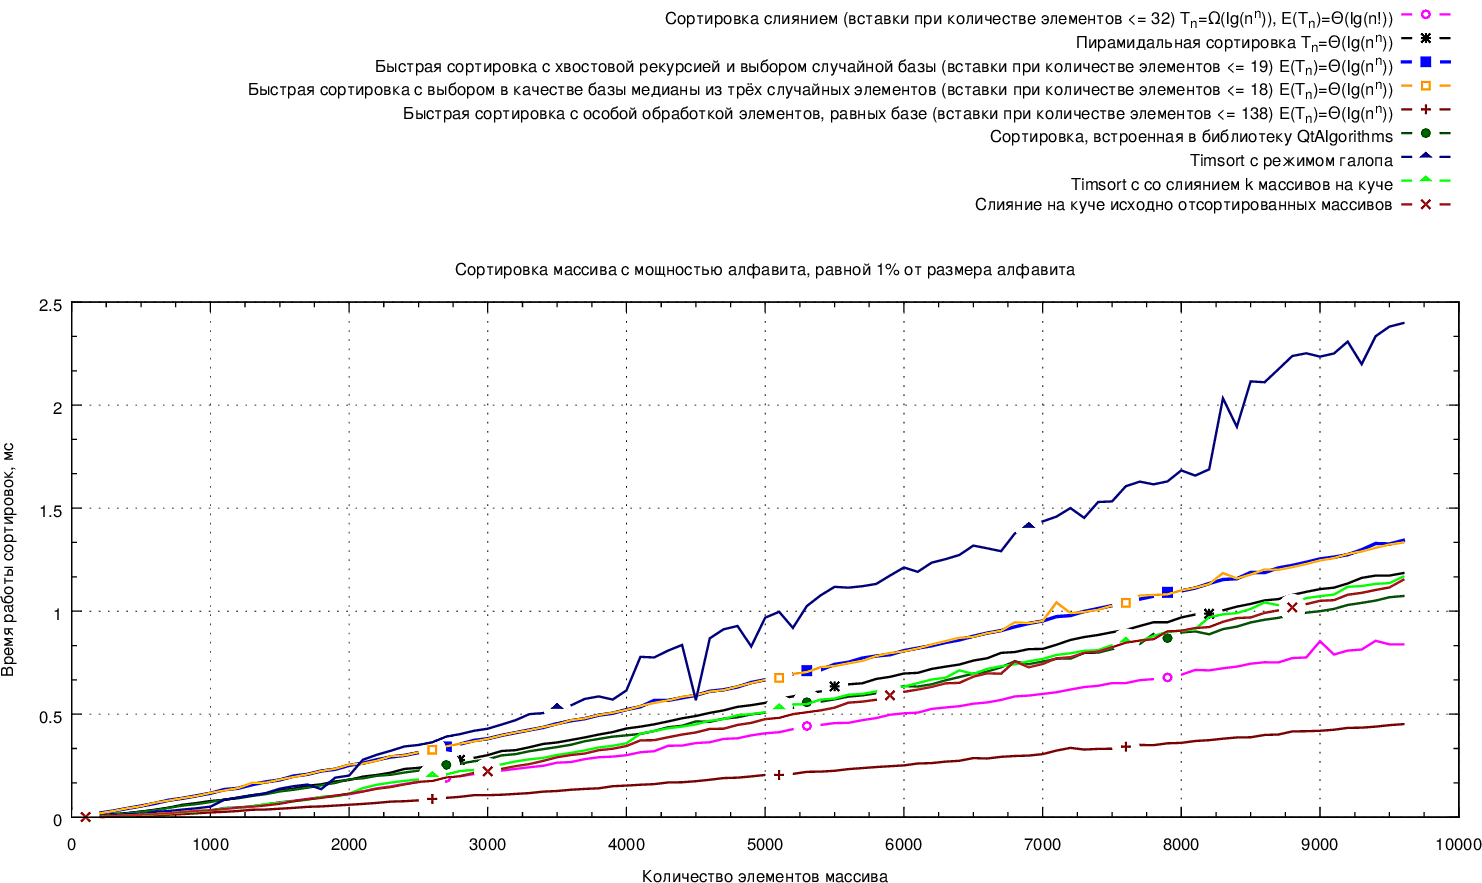 Сортировка слиянием (вставки при количестве элементов <= 32) Tn=Ω(lg(nⁿ)), E(Tn)=Θ(lg(n!))
Пирамидальная сортировка Tn=Θ(lg(nⁿ))
Быстрая сортировка с хвостовой рекурсией и выбором случайной базы (вставки при количестве элементов <= 19) E(Tn)=Θ(lg(nⁿ))
Быстрая сортировка с выбором в качестве базы медианы из трёх случайных элементов (вставки при количестве элементов <= 18) E(Tn)=Θ(lg(nⁿ))
Быстрая сортировка с особой обработкой элементов, равных базе (вставки при количестве элементов <= 138) E(Tn)=Θ(lg(nⁿ))
Сортировка, встроенная в библиотеку QtAlgorithms
Timsort с режимом галопа
Timsort с со слиянием k массивов на куче
Слияние на куче исходно отсортированных массивов
Сортировка массива с мощностью алфавита, равной 1% от размера алфавита
2.5
2
1.5
1
0.5
0
Время работы сортировок, мс
0 1000 2000 3000 4000 5000 6000 7000 8000 9000 10000
Количество элементов массива